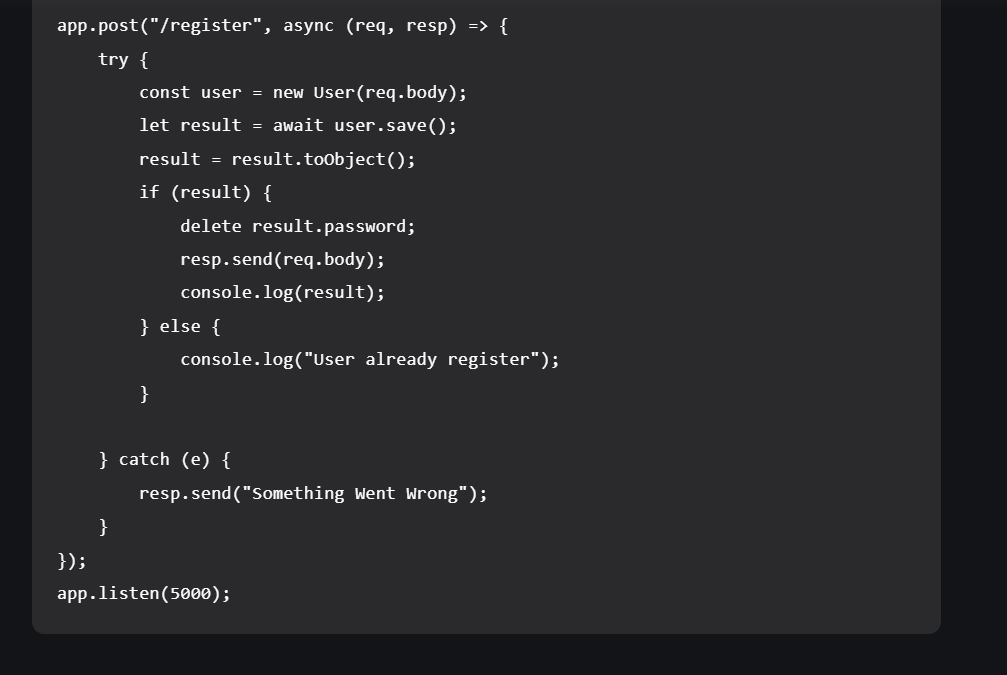 app.post("/register", async (req, resp) => {
    try {
        const user = new User(req.body);
        let result = await user.save();
        result = result.toObject();
        if (result) {
            delete result.password;
            resp.send(req.body);
            console.log(result);
        } else {
            console.log("User already register");
        }

    } catch (e) {
        resp.send("Something Went Wrong");
    }
});
app.listen(5000);